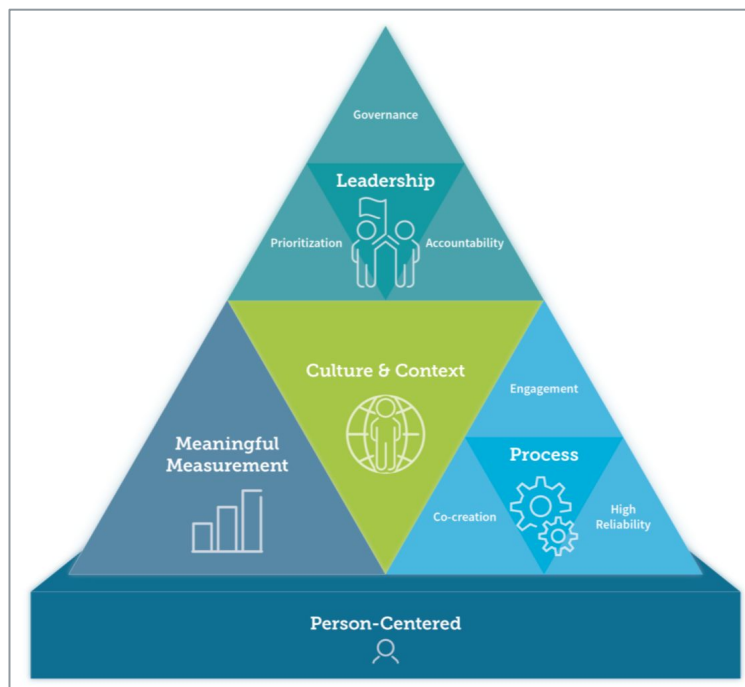 Governance
Leadership
Prioritization
Accountability
Culture & Context
Engagement
Meaningful
Measurement
Process
Co-creation
High
Reliability
Person-Centered